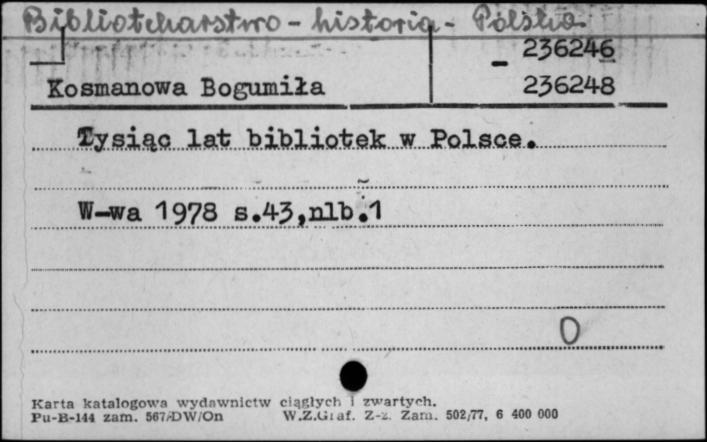 Bibliotekarstwo - historia - Polska
- 236246
Kosmanowa Bogumiła 236248
Tysiąc lat bibliotek w Polsce.
W-wa 1978 s.43,nlb.1
O
Karta katalogowa wydawnictw ciągłych i zwartych.
Pu-B-144 zam. 567/DW/On W.Z.Graf. Z-z. Zam. 502/77, 6 400 000